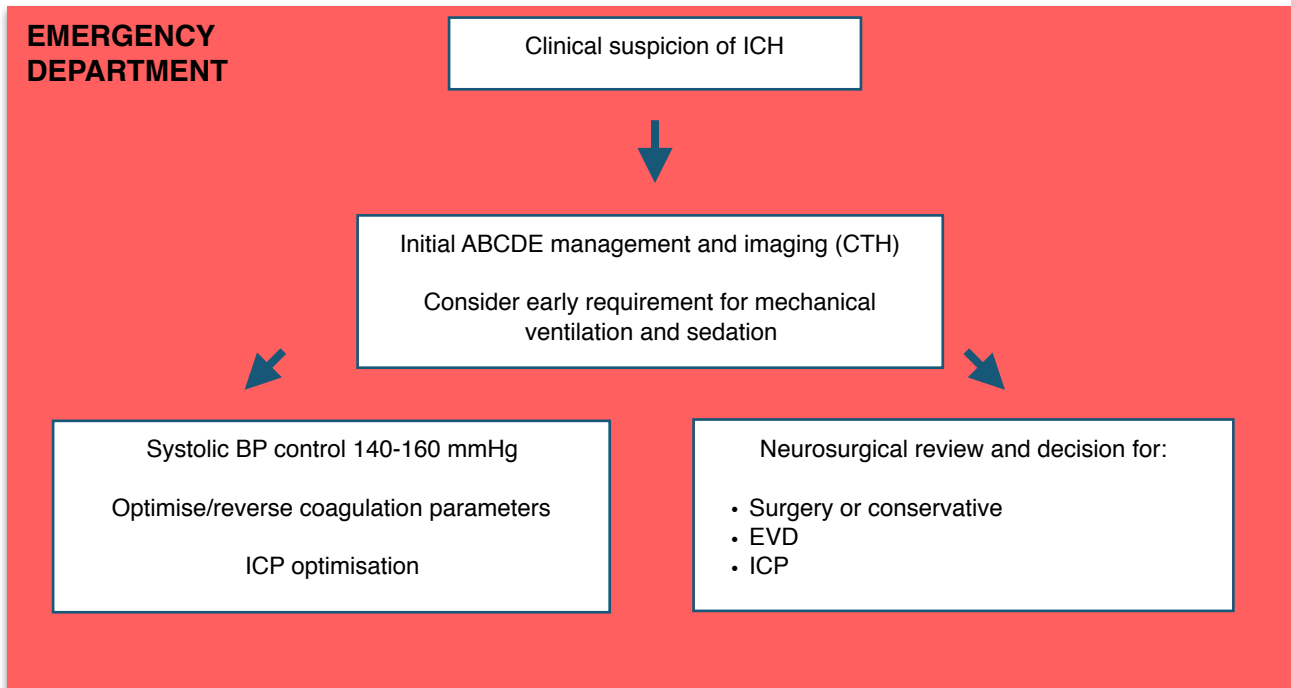 EMERGENCY
DEPARTMENT
Clinical suspicion of ICH
Initial ABCDE management and imaging (CTH)
Consider early requirement for mechanical
ventilation and sedation
Systolic BP control 140-160 mmHg
Optimise/reverse coagulation parameters
ICP optimisation
Neurosurgical review and decision for:
• Surgery or conservative
• EVD
• ICP